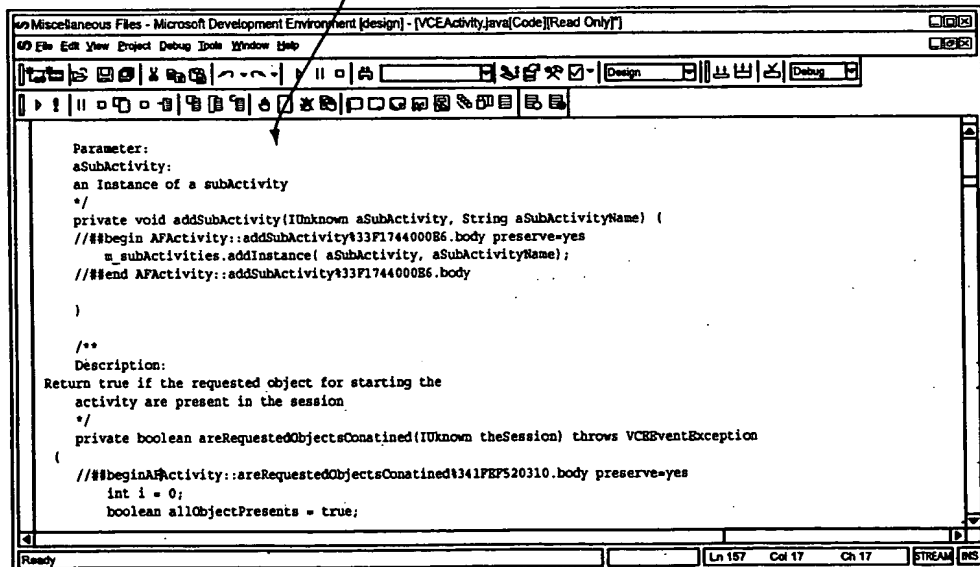 Miscellaneous Files - Microsoft Development Environment [design] - [VCEActivity.java[Code][Read Only]*]
File Edit View Project Debug Tools Window Help
Design Debug
Parameter:
aSubActivity:
an Instance of a subActivity
*/
private void addSubActivity(IUnknown aSubActivity, String aSubActivityName) {
//##begin AFActivity::addSubActivity%33F1744000E6.body preserve=yes
m_subActivities.addInstance( aSubActivity, aSubActivityName);
//##end AFActivity::addSubActivity%33F1744000E6.body
}
/**
Description:
Return true if the requested object for starting the
activity are present in the session
*/
private boolean areRequestedObjectsConatined(IUknown theSession) throws VCEEventException
{
//##beginAFActivity::areRequestedObjectsConatined%341FEF520310.body preserve=yes
int i = 0;
boolean allObjectPresents = true;
Ready Ln 157 Col 17 Ch 17 STREAM INS